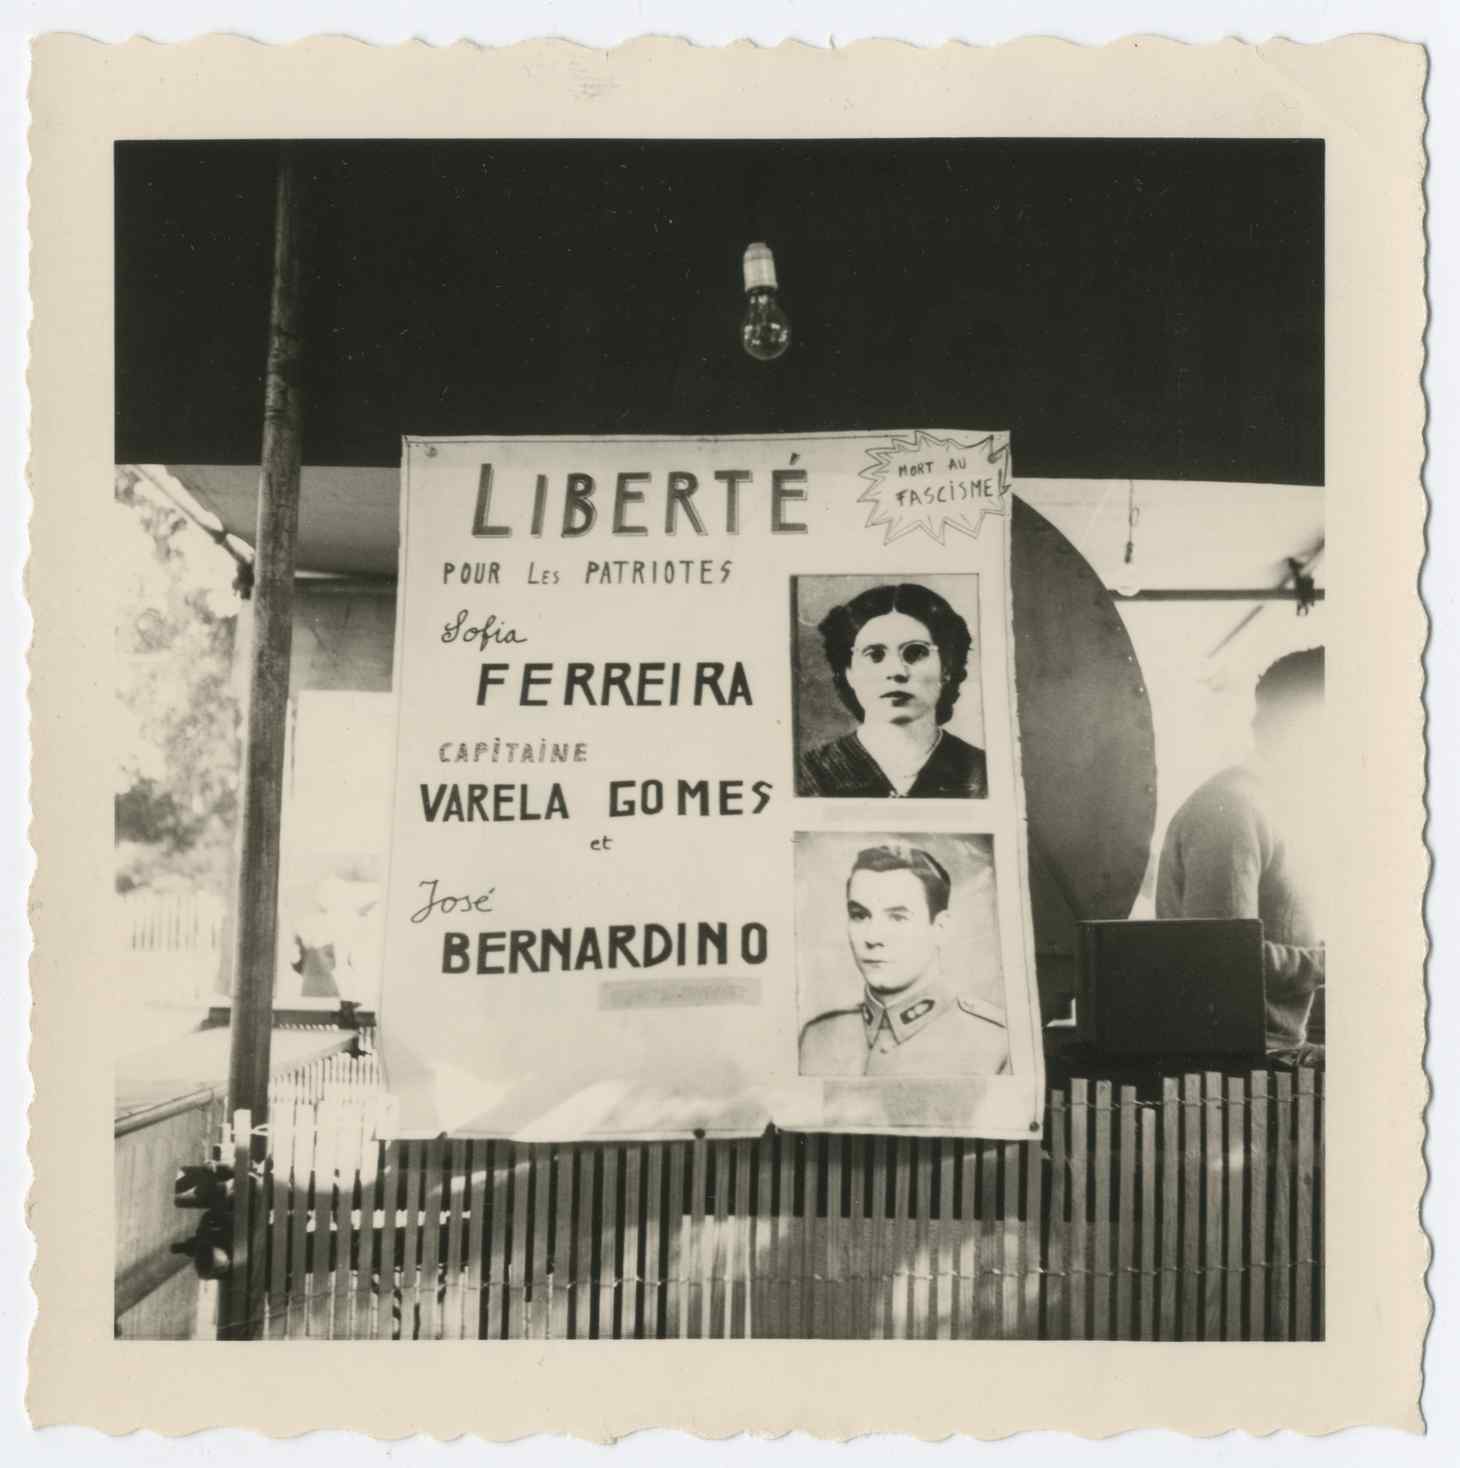 LIBERTÉ
MORT AU
FASCISME!
POUR LES PATRIOTES
Sofia
FERREIRA
CAPITAINE
VARELA GOMES
et
José
BERNARDINO